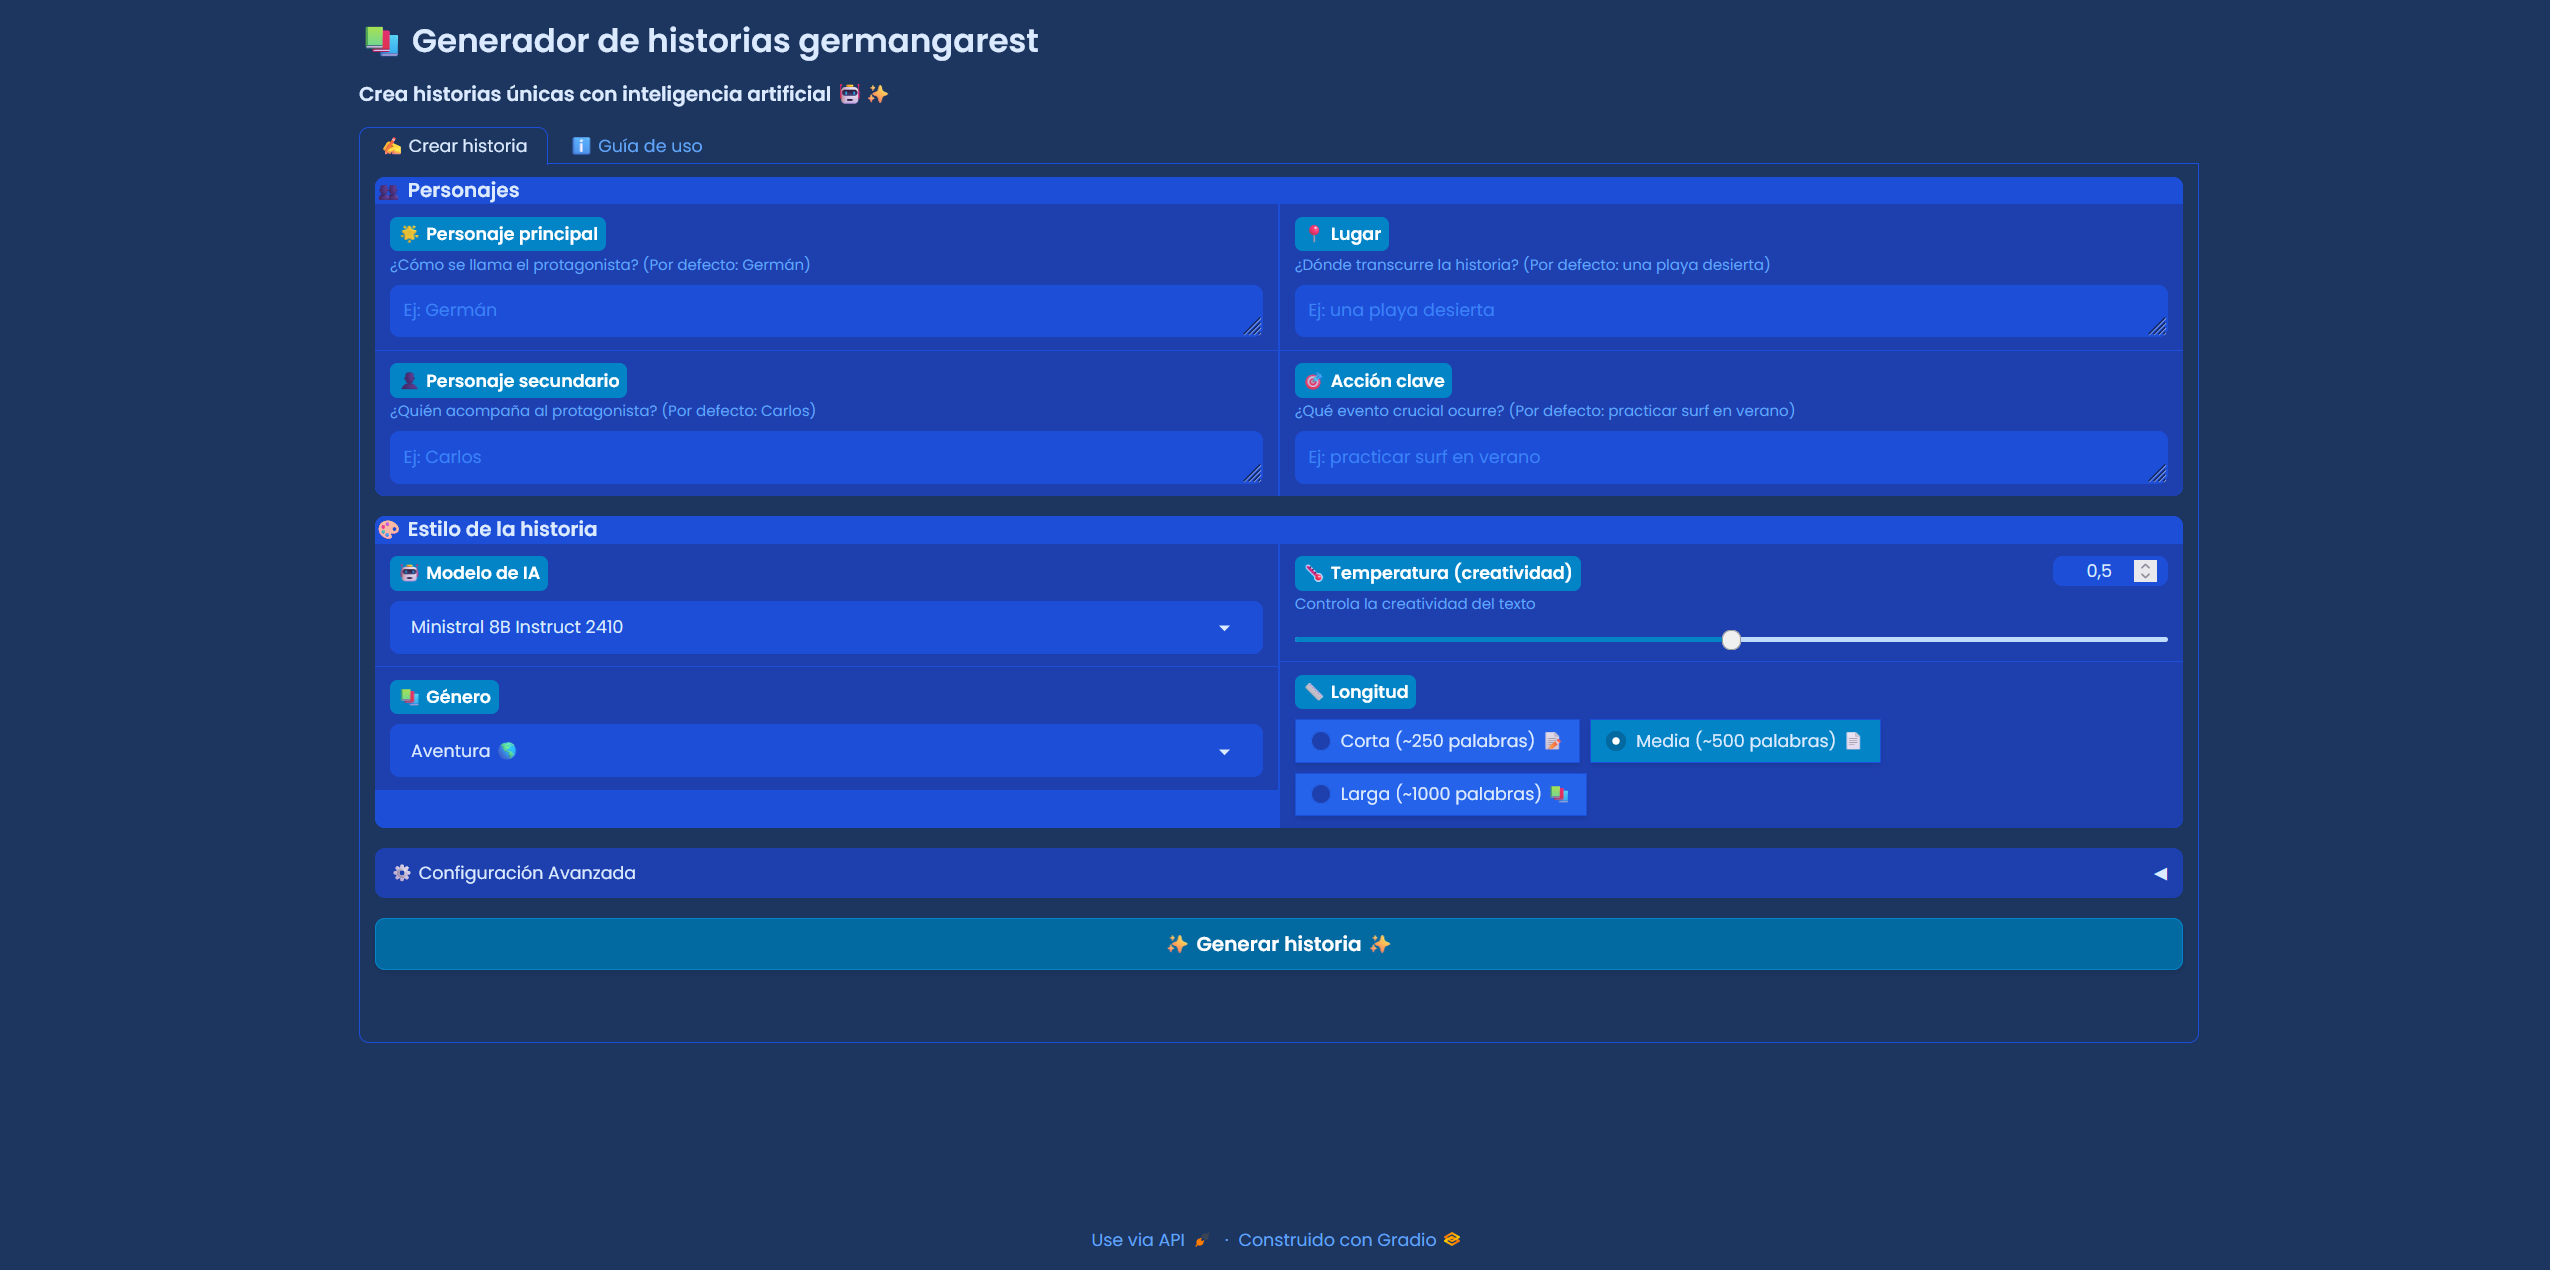 Generador de historias germangarest
Crea historias únicas con inteligencia artificial
Crear historia
Guía de uso
Personajes
Personaje principal
¿Cómo se llama el protagonista? (Por defecto: Germán)
Ej: Germán
Lugar
¿Dónde transcurre la historia? (Por defecto: una playa desierta)
Ej: una playa desierta
Personaje secundario
¿Quién acompaña al protagonista? (Por defecto: Carlos)
Ej: Carlos
Acción clave
¿Qué evento crucial ocurre? (Por defecto: practicar surf en verano)
Ej: practicar surf en verano
Estilo de la historia
Modelo de IA
Ministral 8B Instruct 2410
Género
Aventura
Temperatura (creatividad)
0,5
Controla la creatividad del texto
Longitud
Corta (~250 palabras)
Media (~500 palabras)
Larga (~1000 palabras)
Configuración Avanzada
Generar historia
Use via API · Construido con Gradio